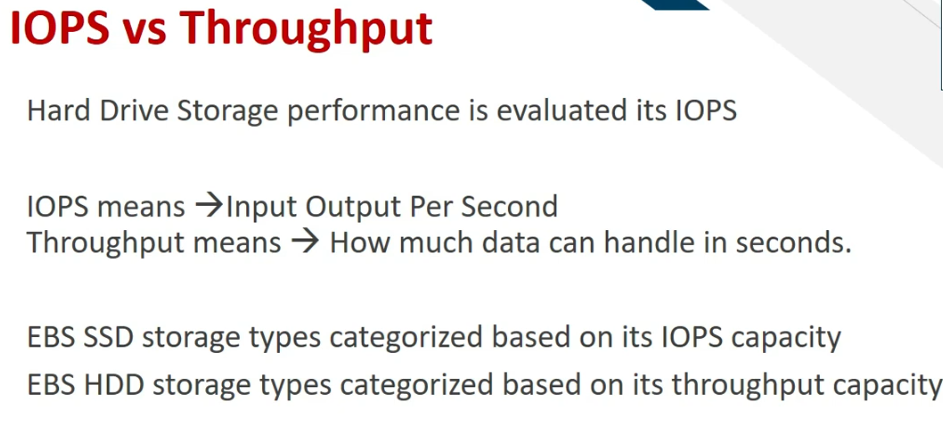 IOPS vs Throughput
Hard Drive Storage performance is evaluated its IOPS
IOPS means →Input Output Per Second
Throughput means → How much data can handle in seconds.
EBS SSD storage types categorized based on its IOPS capacity
EBS HDD storage types categorized based on its throughput capacity